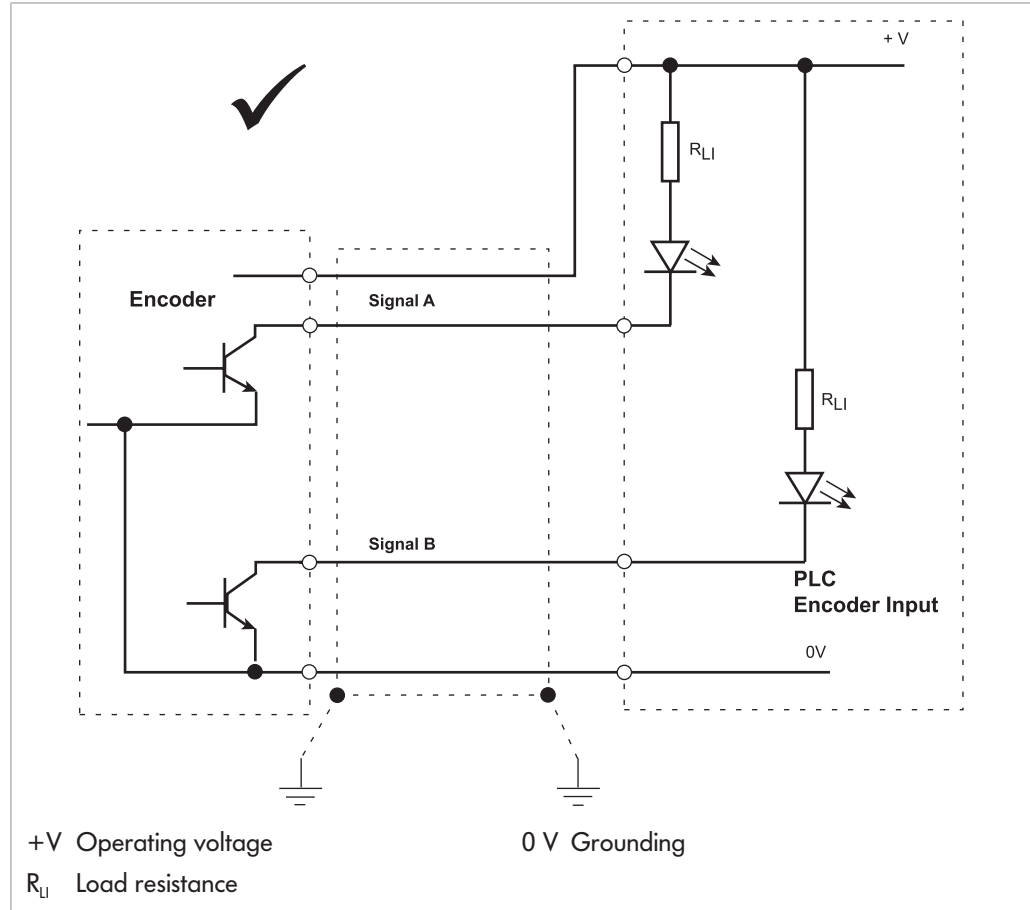 + V
R_LI
Encoder
Signal A
R_LI
Signal B
PLC
Encoder Input
0V
+V Operating voltage
0 V Grounding
R_LI Load resistance